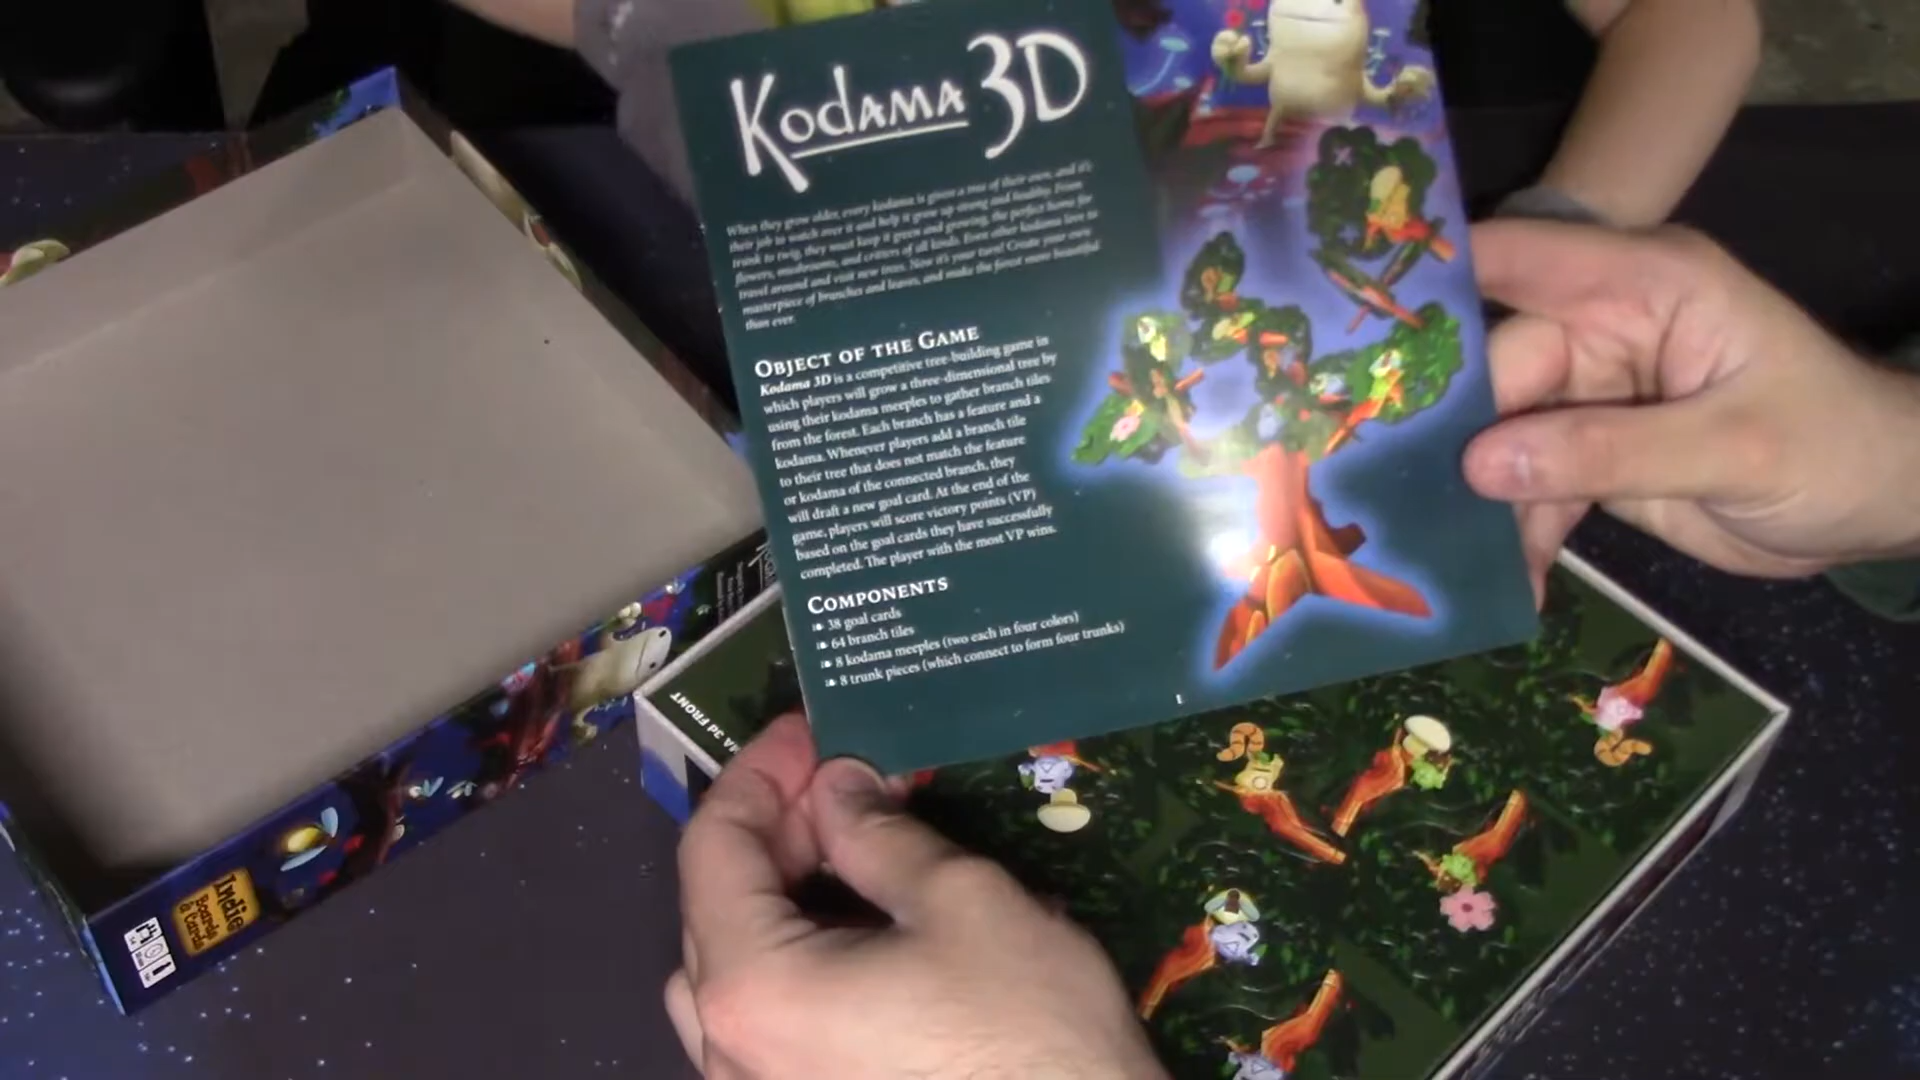 Kodama 3D
When they grow older, every kodama is given a tree of their own, and it's
their job to watch over it and help it grow up strong and healthy. From
trunk to twig, they must keep it green and growing, the perfect home for
flowers, mushrooms, and critters of all kinds. Even other kodama love to
travel around and visit new trees. Now it's your turn! Create your own
masterpiece of branches and leaves, and make the forest more beautiful
than ever.
OBJECT OF THE GAME
Kodama 3D is a competitive tree-building game in
which players will grow a three-dimensional tree by
using their kodama meeples to gather branch tiles
from the forest. Each branch has a feature and a
kodama. Whenever players add a branch tile
to their tree that does not match the feature
or kodama of the connected branch, they
will draft a new goal card. At the end of the
game, players will score victory points (VP)
based on the goal cards they have successfully
completed. The player with the most VP wins.
COMPONENTS
38 goal cards
64 branch tiles
8 kodama meeples (two each in four colors)
8 trunk pieces (which connect to form four trunks)
1
MA 3d FRONT
Indie
Boards
& Cards